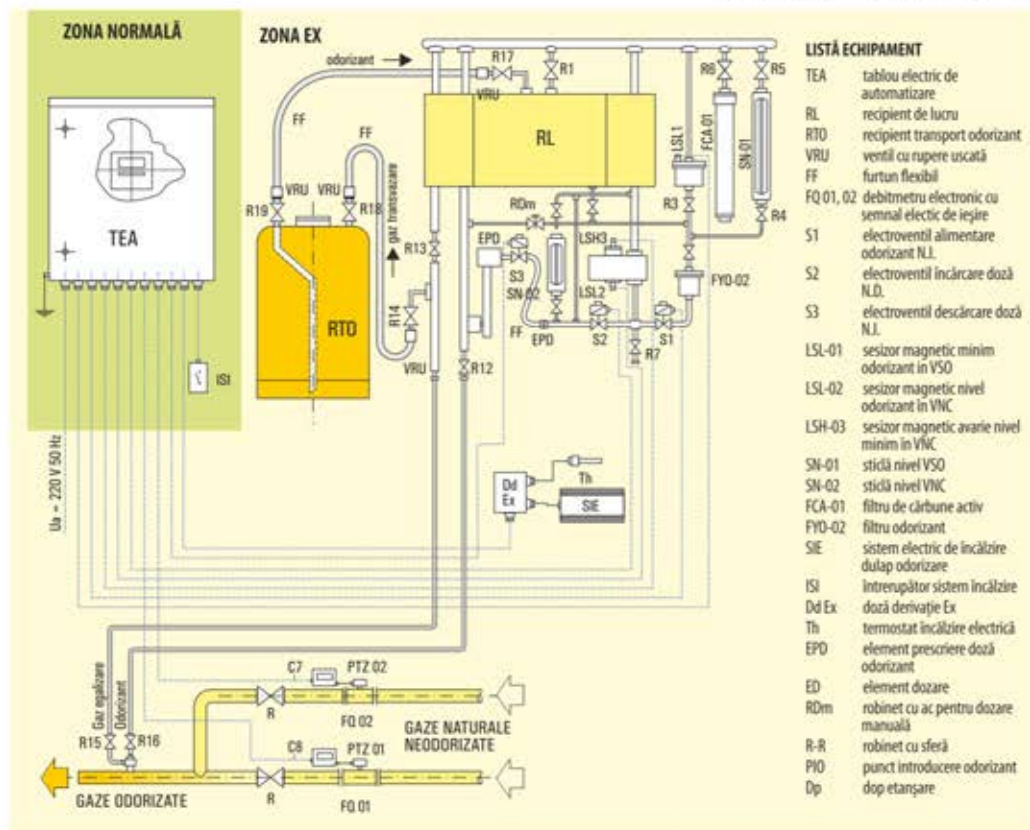 ZONA NORMALĂ
ZONA EX
TEA
ISI
Ua = 220 V 50 Hz
odorizant
R17
VRU
R1
R6
R5
FF
FF
RL
LSL1
FCA-01
SN-01
VRU
VRU
R19
R18
gaz transvazare
RTO
R13
R14
VRU
RDm
R3
R4
EPD
S3
SN-02
LSH3
LSL2
FYO-02
FF
EPD
S2
S1
R7
R12
Dd
Ex
Th
SIE
Gaz egalizare
Odorizant
R15
R16
C7
PTZ 02
R
FQ 02
GAZE NATURALE
NEODORIZATE
C8
PTZ 01
R
FQ 01
GAZE ODORIZATE
LISTĂ ECHIPAMENT
TEA tablou electric de
automatizare
RL recipient de lucru
RTO recipient transport odorizant
VRU ventil cu rupere uscată
FF furtun flexibil
FQ 01, 02 debitmetru electronic cu
semnal electic de ieșire
S1 electroventil alimentare
odorizant N.I.
S2 electroventil încărcare doză
N.D.
S3 electroventil descărcare doză
N.I.
LSL-01 sesizor magnetic minim
odorizant in VSO
LSL-02 sesizor magnetic nivel
odorizant în VNC
LSH-03 sesizor magnetic avarie nivel
minim în VNC
SN-01 sticlă nivel VSO
SN-02 sticlă nivel VNC
FCA-01 filtru de cărbune activ
FYO-02 filtru odorizant
SIE sistem electric de încălzire
dulap odorizare
ISI întrerupător sistem încălzire
Dd Ex doză derivație Ex
Th termostat încălzire electrică
EPD element prescriere doză
odorizant
ED element dozare
RDm robinet cu ac pentru dozare
manuală
R-R robinet cu sferă
PIO punct introducere odorizant
Dp dop etanșare